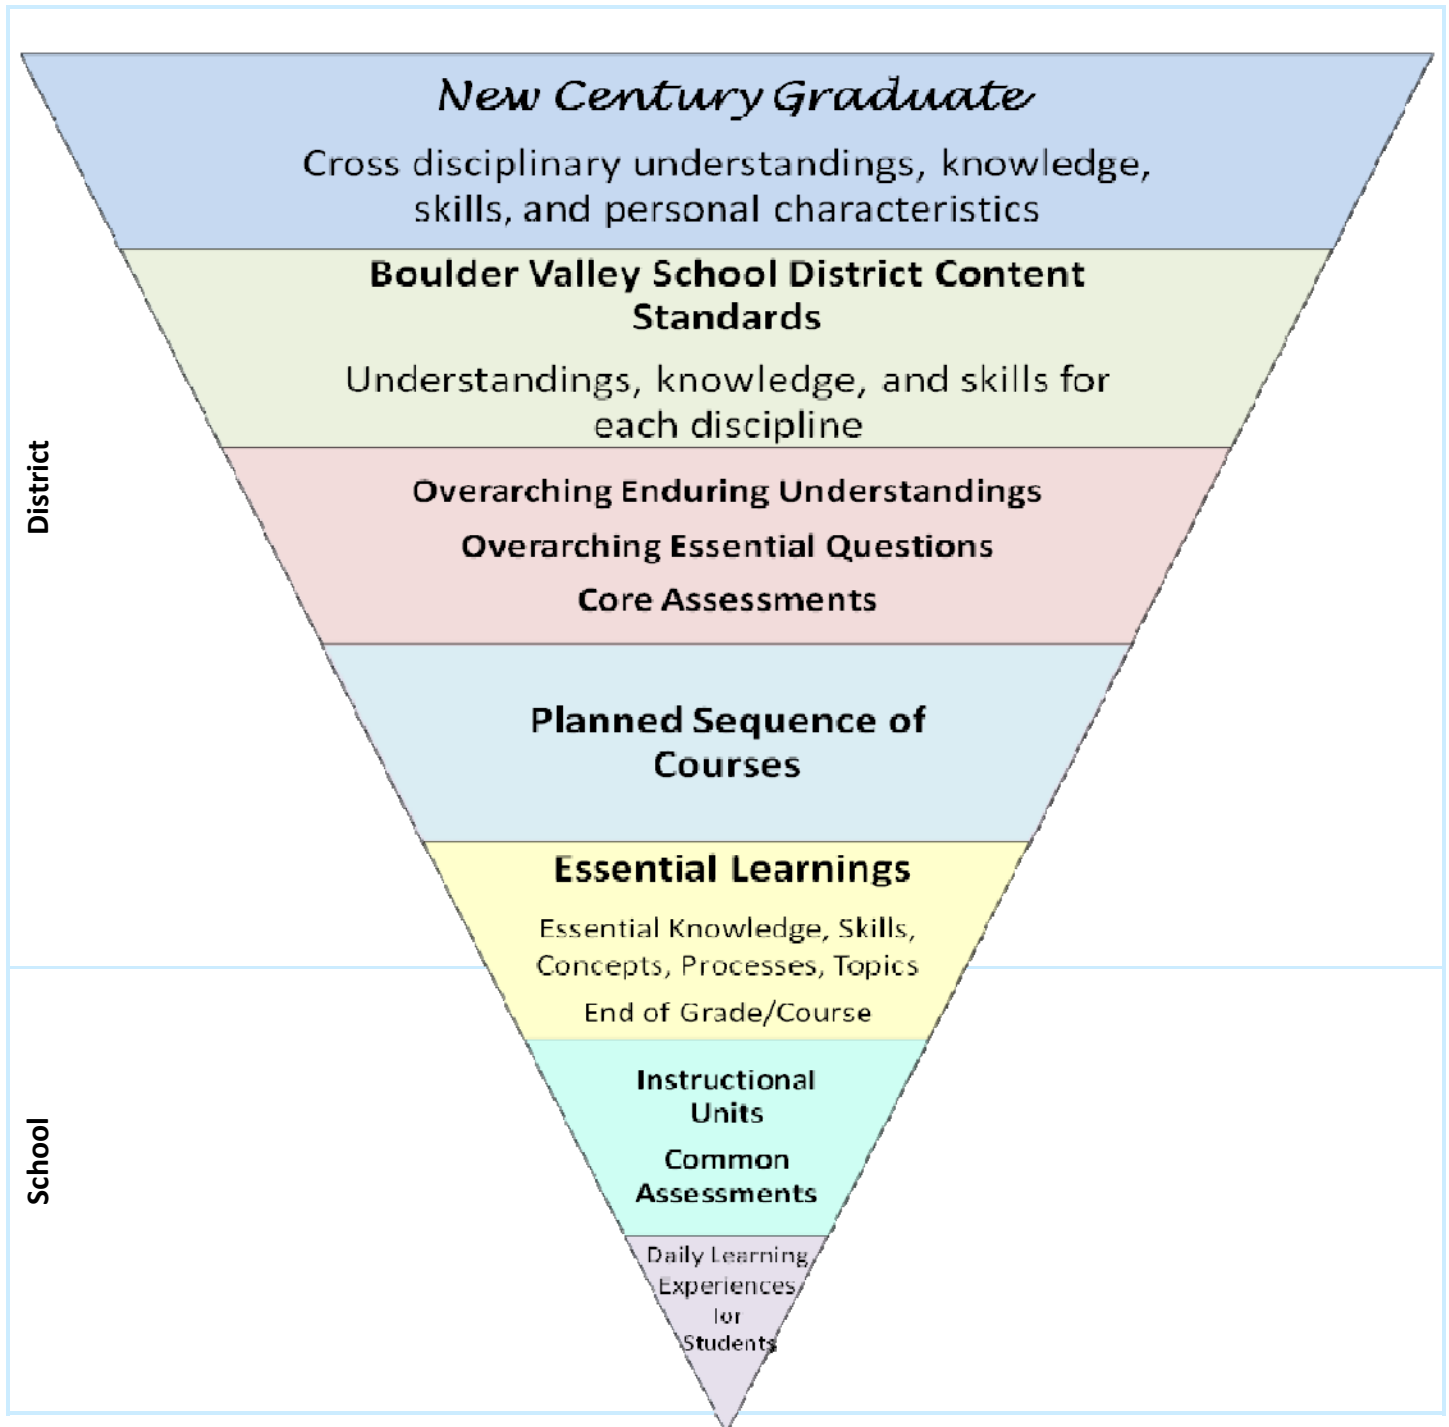 New Century Graduate
Cross disciplinary understandings, knowledge,
skills, and personal characteristics
Boulder Valley School District Content
Standards
Understandings, knowledge, and skills for
each discipline
District
Overarching Enduring Understandings
Overarching Essential Questions
Core Assessments
Planned Sequence of
Courses
Essential Learnings
Essential Knowledge, Skills,
Concepts, Processes, Topics
End of Grade/Course
School
Instructional
Units
Common
Assessments
Daily Learning
Experiences
for
Students